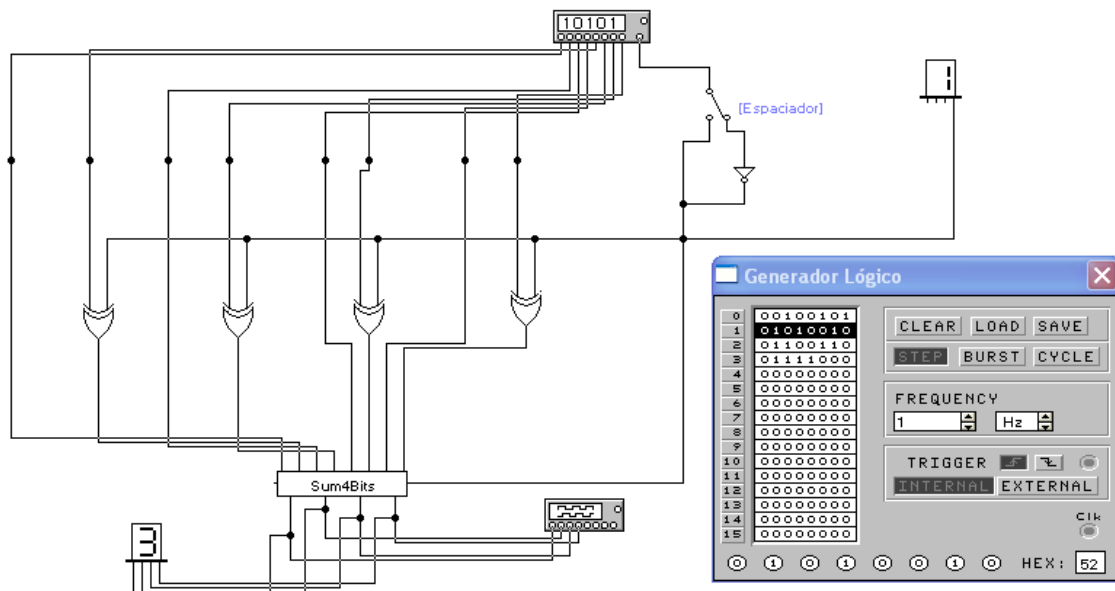 10101
1
[Espaciador]
Generador Lógico
0 00100101
1 01010010
2 01100110
3 01111000
4 00000000
5 00000000
6 00000000
7 00000000
8 00000000
9 00000000
10 00000000
11 00000000
12 00000000
13 00000000
14 00000000
15 00000000
CLEAR LOAD SAVE
STEP BURST CYCLE
FREQUENCY
1 Hz
TRIGGER
INTERNAL EXTERNAL
Clk
0 1 0 1 0 0 1 0 HEX: 52
Sum4Bits
3